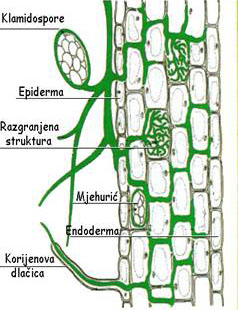 Klamidospore
Epiderma
Razgranjena
struktura
Mjehurić
Endoderma
Korijenova
dlačica